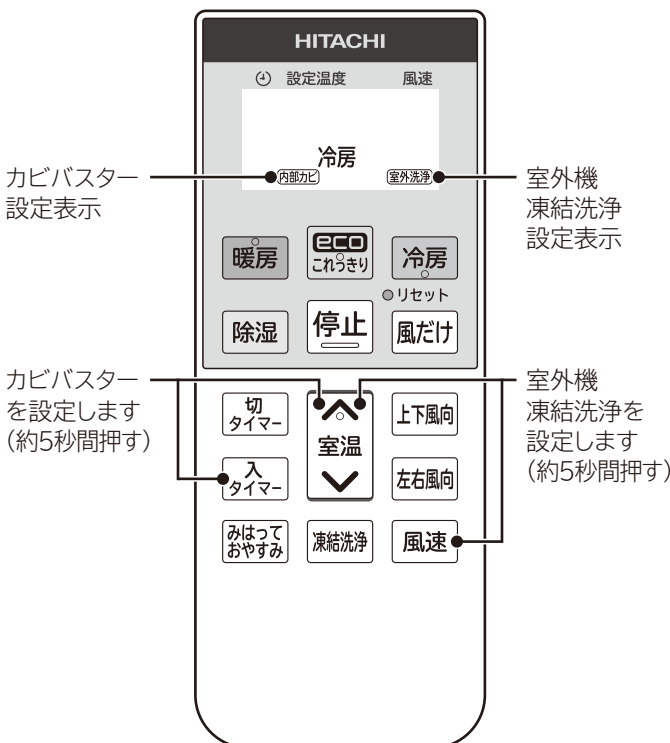 HITACHI
設定温度 風速
冷房
内部カビ 室外洗浄
カビバスター
設定表示
室外機
凍結洗浄
設定表示
暖房
eco
これっきり
冷房
リセット
除湿
停止
風だけ
カビバスター
を設定します
(約5秒間押す)
室外機
凍結洗浄を
設定します
(約5秒間押す)
切
タイマー
室温
上下風向
入
タイマー
左右風向
みはって
おやすみ
凍結洗浄
風速